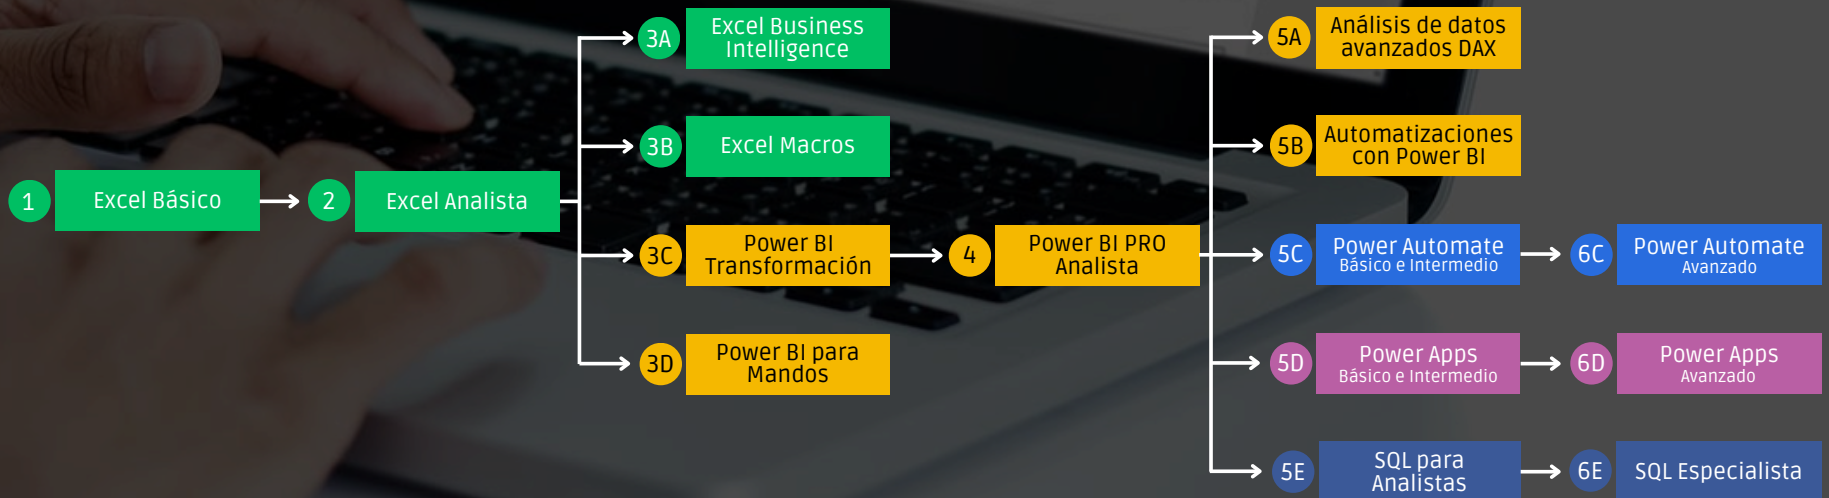 1
Excel Básico
2
Excel Analista
3A
Excel Business
Intelligence
3B
Excel Macros
3C
Power BI
Transformación
3D
Power BI para
Mandos
4
Power BI PRO
Analista
5A
Análisis de datos
avanzados DAX
5B
Automatizaciones
con Power BI
5C
Power Automate
Básico e Intermedio
6C
Power Automate
Avanzado
5D
Power Apps
Básico e Intermedio
6D
Power Apps
Avanzado
5E
SQL para
Analistas
6E
SQL Especialista